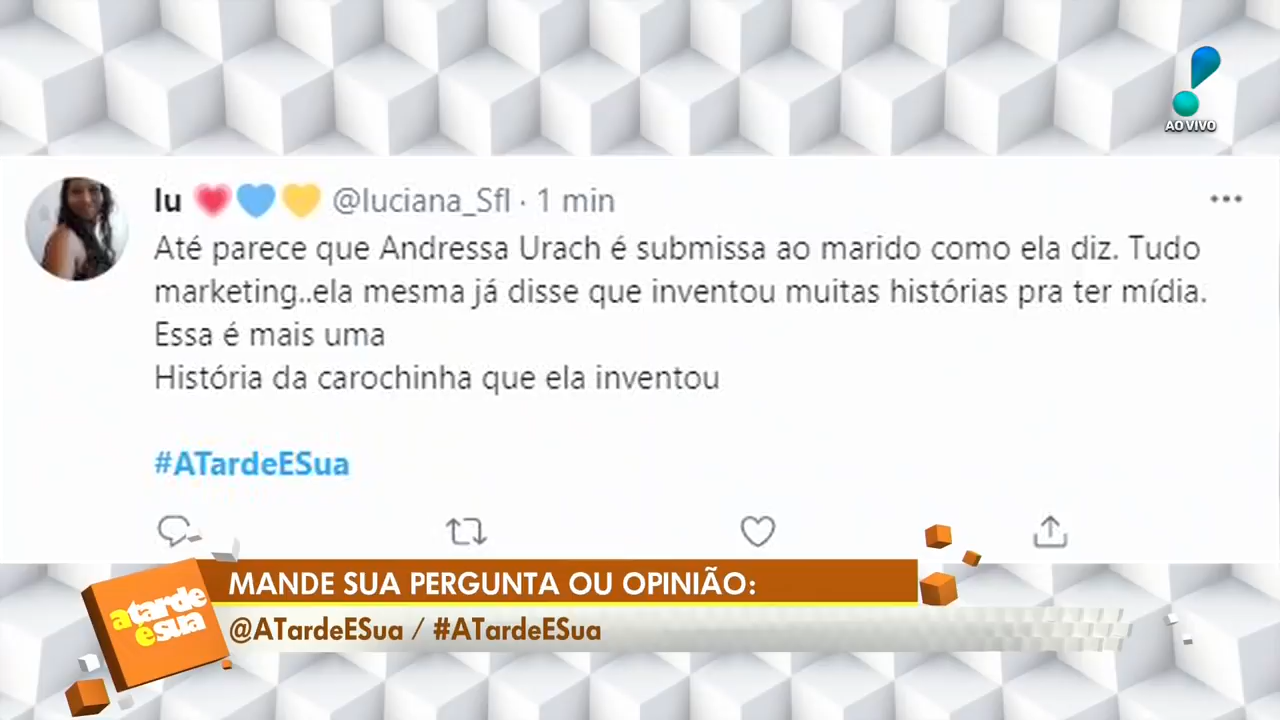 AO VIVO
lu @luciana_Sfl · 1 min
Até parece que Andressa Urach é submissa ao marido como ela diz. Tudo
marketing..ela mesma já disse que inventou muitas histórias pra ter mídia.
Essa é mais uma
História da carochinha que ela inventou
#ATardeESua
MANDE SUA PERGUNTA OU OPINIÃO:
@ATardeESua / #ATardeESua
a tarde
é sua